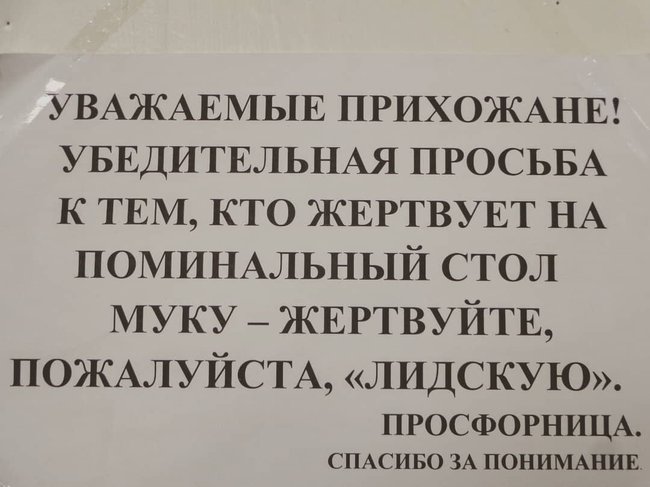 УВАЖАЕМЫЕ ПРИХОЖАНЕ!
УБЕДИТЕЛЬНАЯ ПРОСЬБА
К ТЕМ, КТО ЖЕРТВУЕТ НА
ПОМИНАЛЬНЫЙ СТОЛ
МУКУ – ЖЕРТВУЙТЕ,
ПОЖАЛУЙСТА, «ЛИДСКУЮ».
ПРОСФОРНИЦА.
СПАСИБО ЗА ПОНИМАНИЕ.